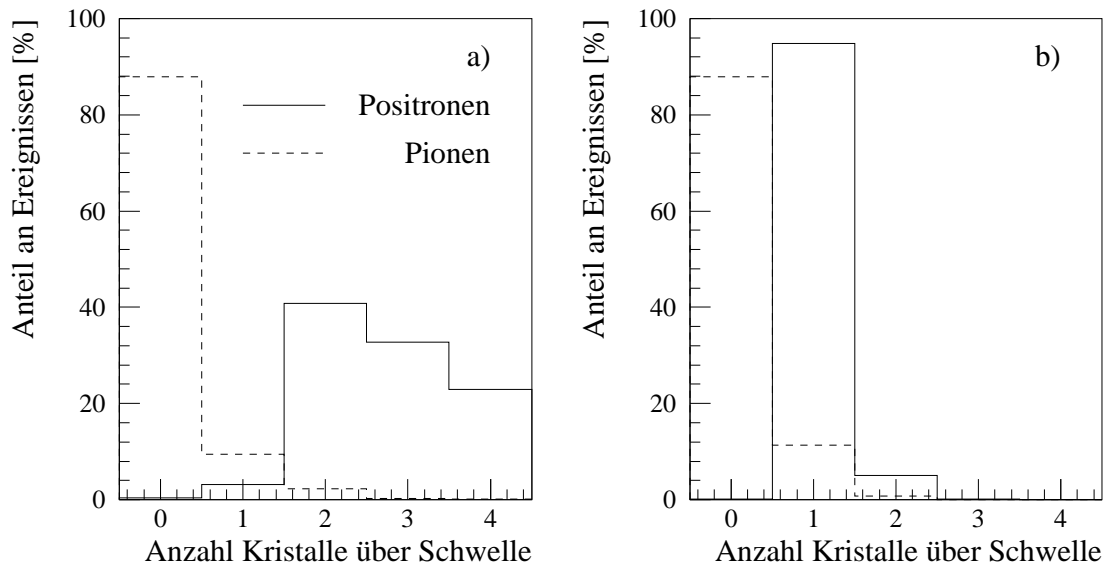 Anteil an Ereignissen [%]
100
80
60
40
20
0
a)
Positronen
Pionen
0 1 2 3 4
Anzahl Kristalle über Schwelle
Anteil an Ereignissen [%]
100
80
60
40
20
0
b)
0 1 2 3 4
Anzahl Kristalle über Schwelle